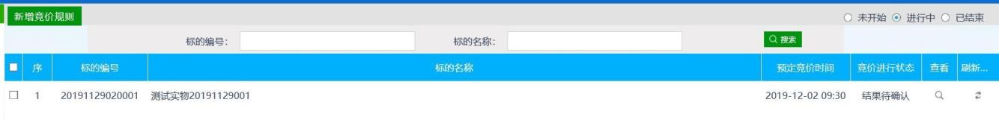 新增竞价规则
未开始 进行中 已结束
标的编号： 标的名称： 搜索
序 标的编号 标的名称 预定竞价时间 竞价进行状态 查看 刷新...
1 20191129020001 测试实物20191129001 2019-12-02 09:30 结果待确认